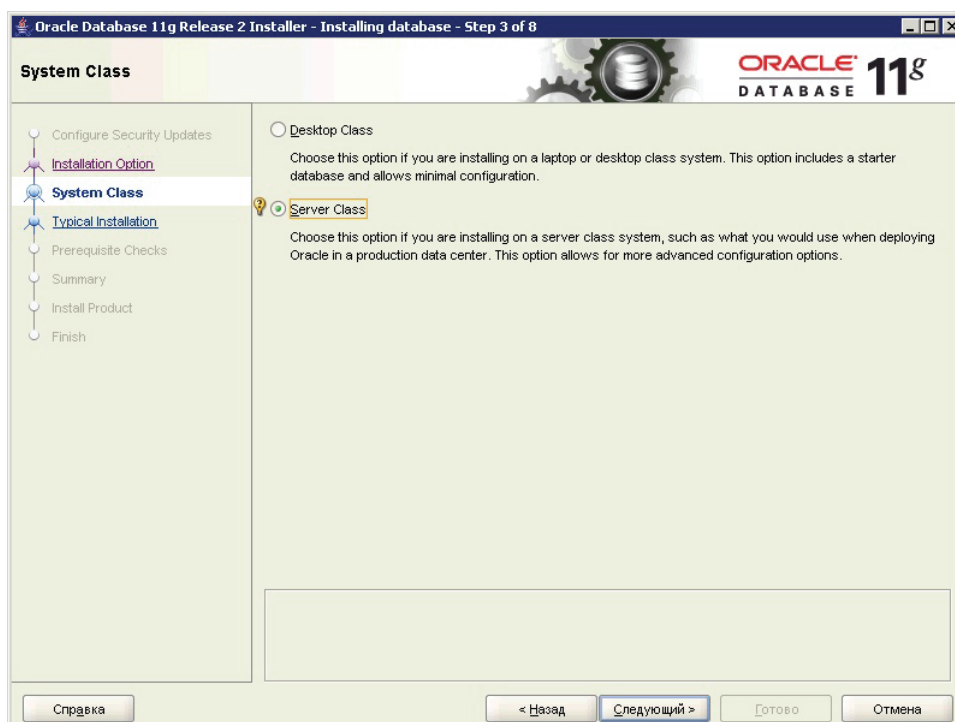 Oracle Database 11g Release 2 Installer - Installing database - Step 3 of 8
System Class
ORACLE
DATABASE
11g
Configure Security Updates
Installation Option
System Class
Typical Installation
Prerequisite Checks
Summary
Install Product
Finish
Desktop Class
Choose this option if you are installing on a laptop or desktop class system. This option includes a starter
database and allows minimal configuration.
Server Class
Choose this option if you are installing on a server class system, such as what you would use when deploying
Oracle in a production data center. This option allows for more advanced configuration options.
Справка
< Назад
Следующий >
Готово
Отмена